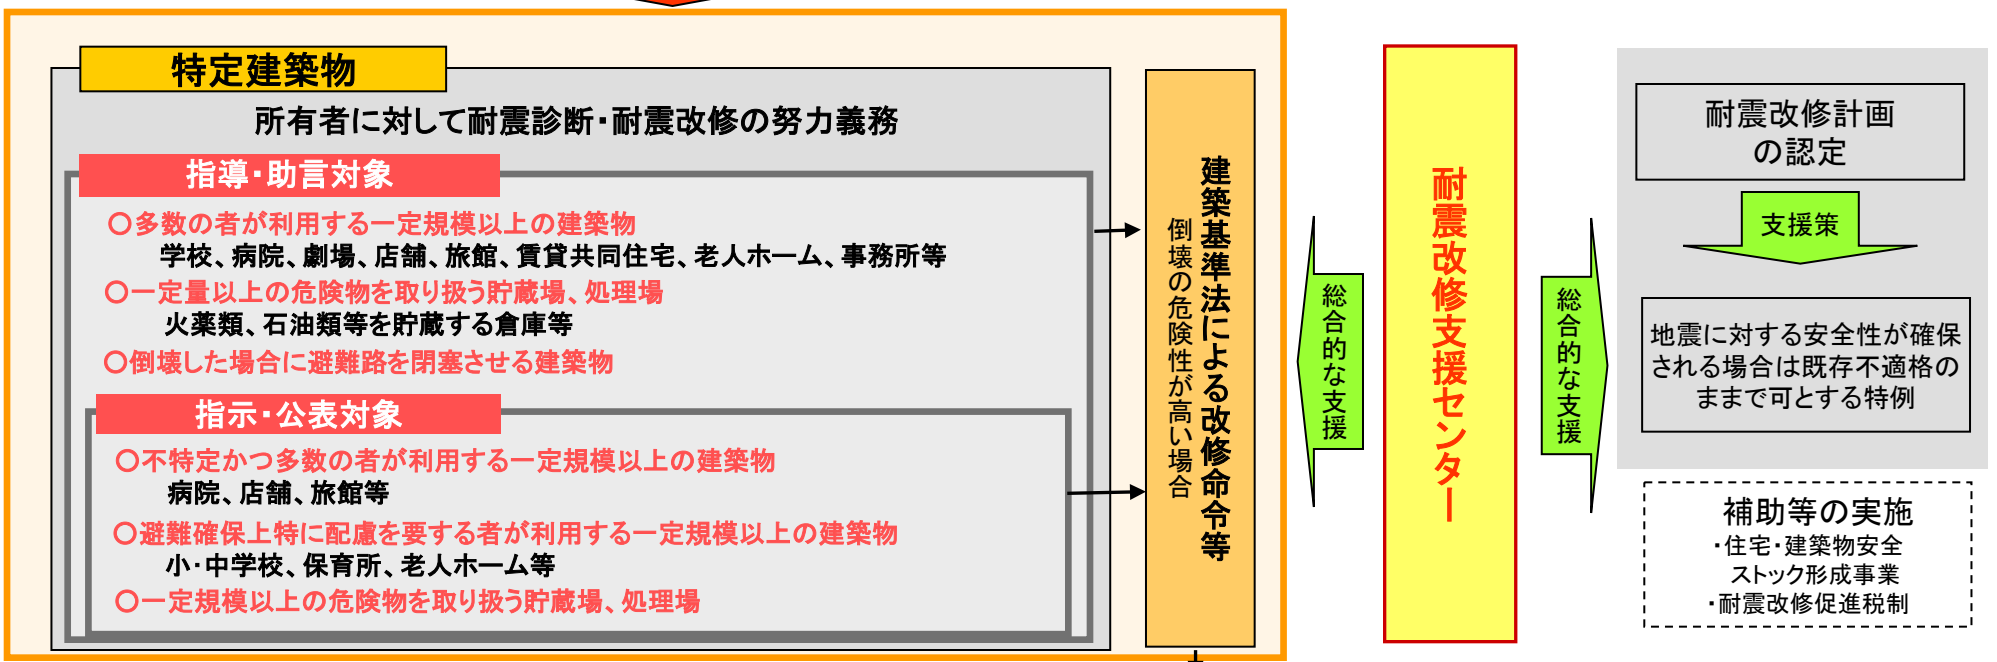 特定建築物
所有者に対して耐震診断・耐震改修の努力義務
指導・助言対象
○多数の者が利用する一定規模以上の建築物
学校、病院、劇場、店舗、旅館、賃貸共同住宅、老人ホーム、事務所等
○一定量以上の危険物を取り扱う貯蔵場、処理場
火薬類、石油類等を貯蔵する倉庫等
○倒壊した場合に避難路を閉塞させる建築物
指示・公表対象
○不特定かつ多数の者が利用する一定規模以上の建築物
病院、店舗、旅館等
○避難確保上特に配慮を要する者が利用する一定規模以上の建築物
小・中学校、保育所、老人ホーム等
○一定規模以上の危険物を取り扱う貯蔵場、処理場
建築基準法による改修命令等
倒壊の危険性が高い場合
総合的な支援
耐震改修支援センター
総合的な支援
耐震改修計画
の認定
支援策
地震に対する安全性が確保
される場合は既存不適格の
ままで可とする特例
補助等の実施
・住宅・建築物安全
ストック形成事業
・耐震改修促進税制